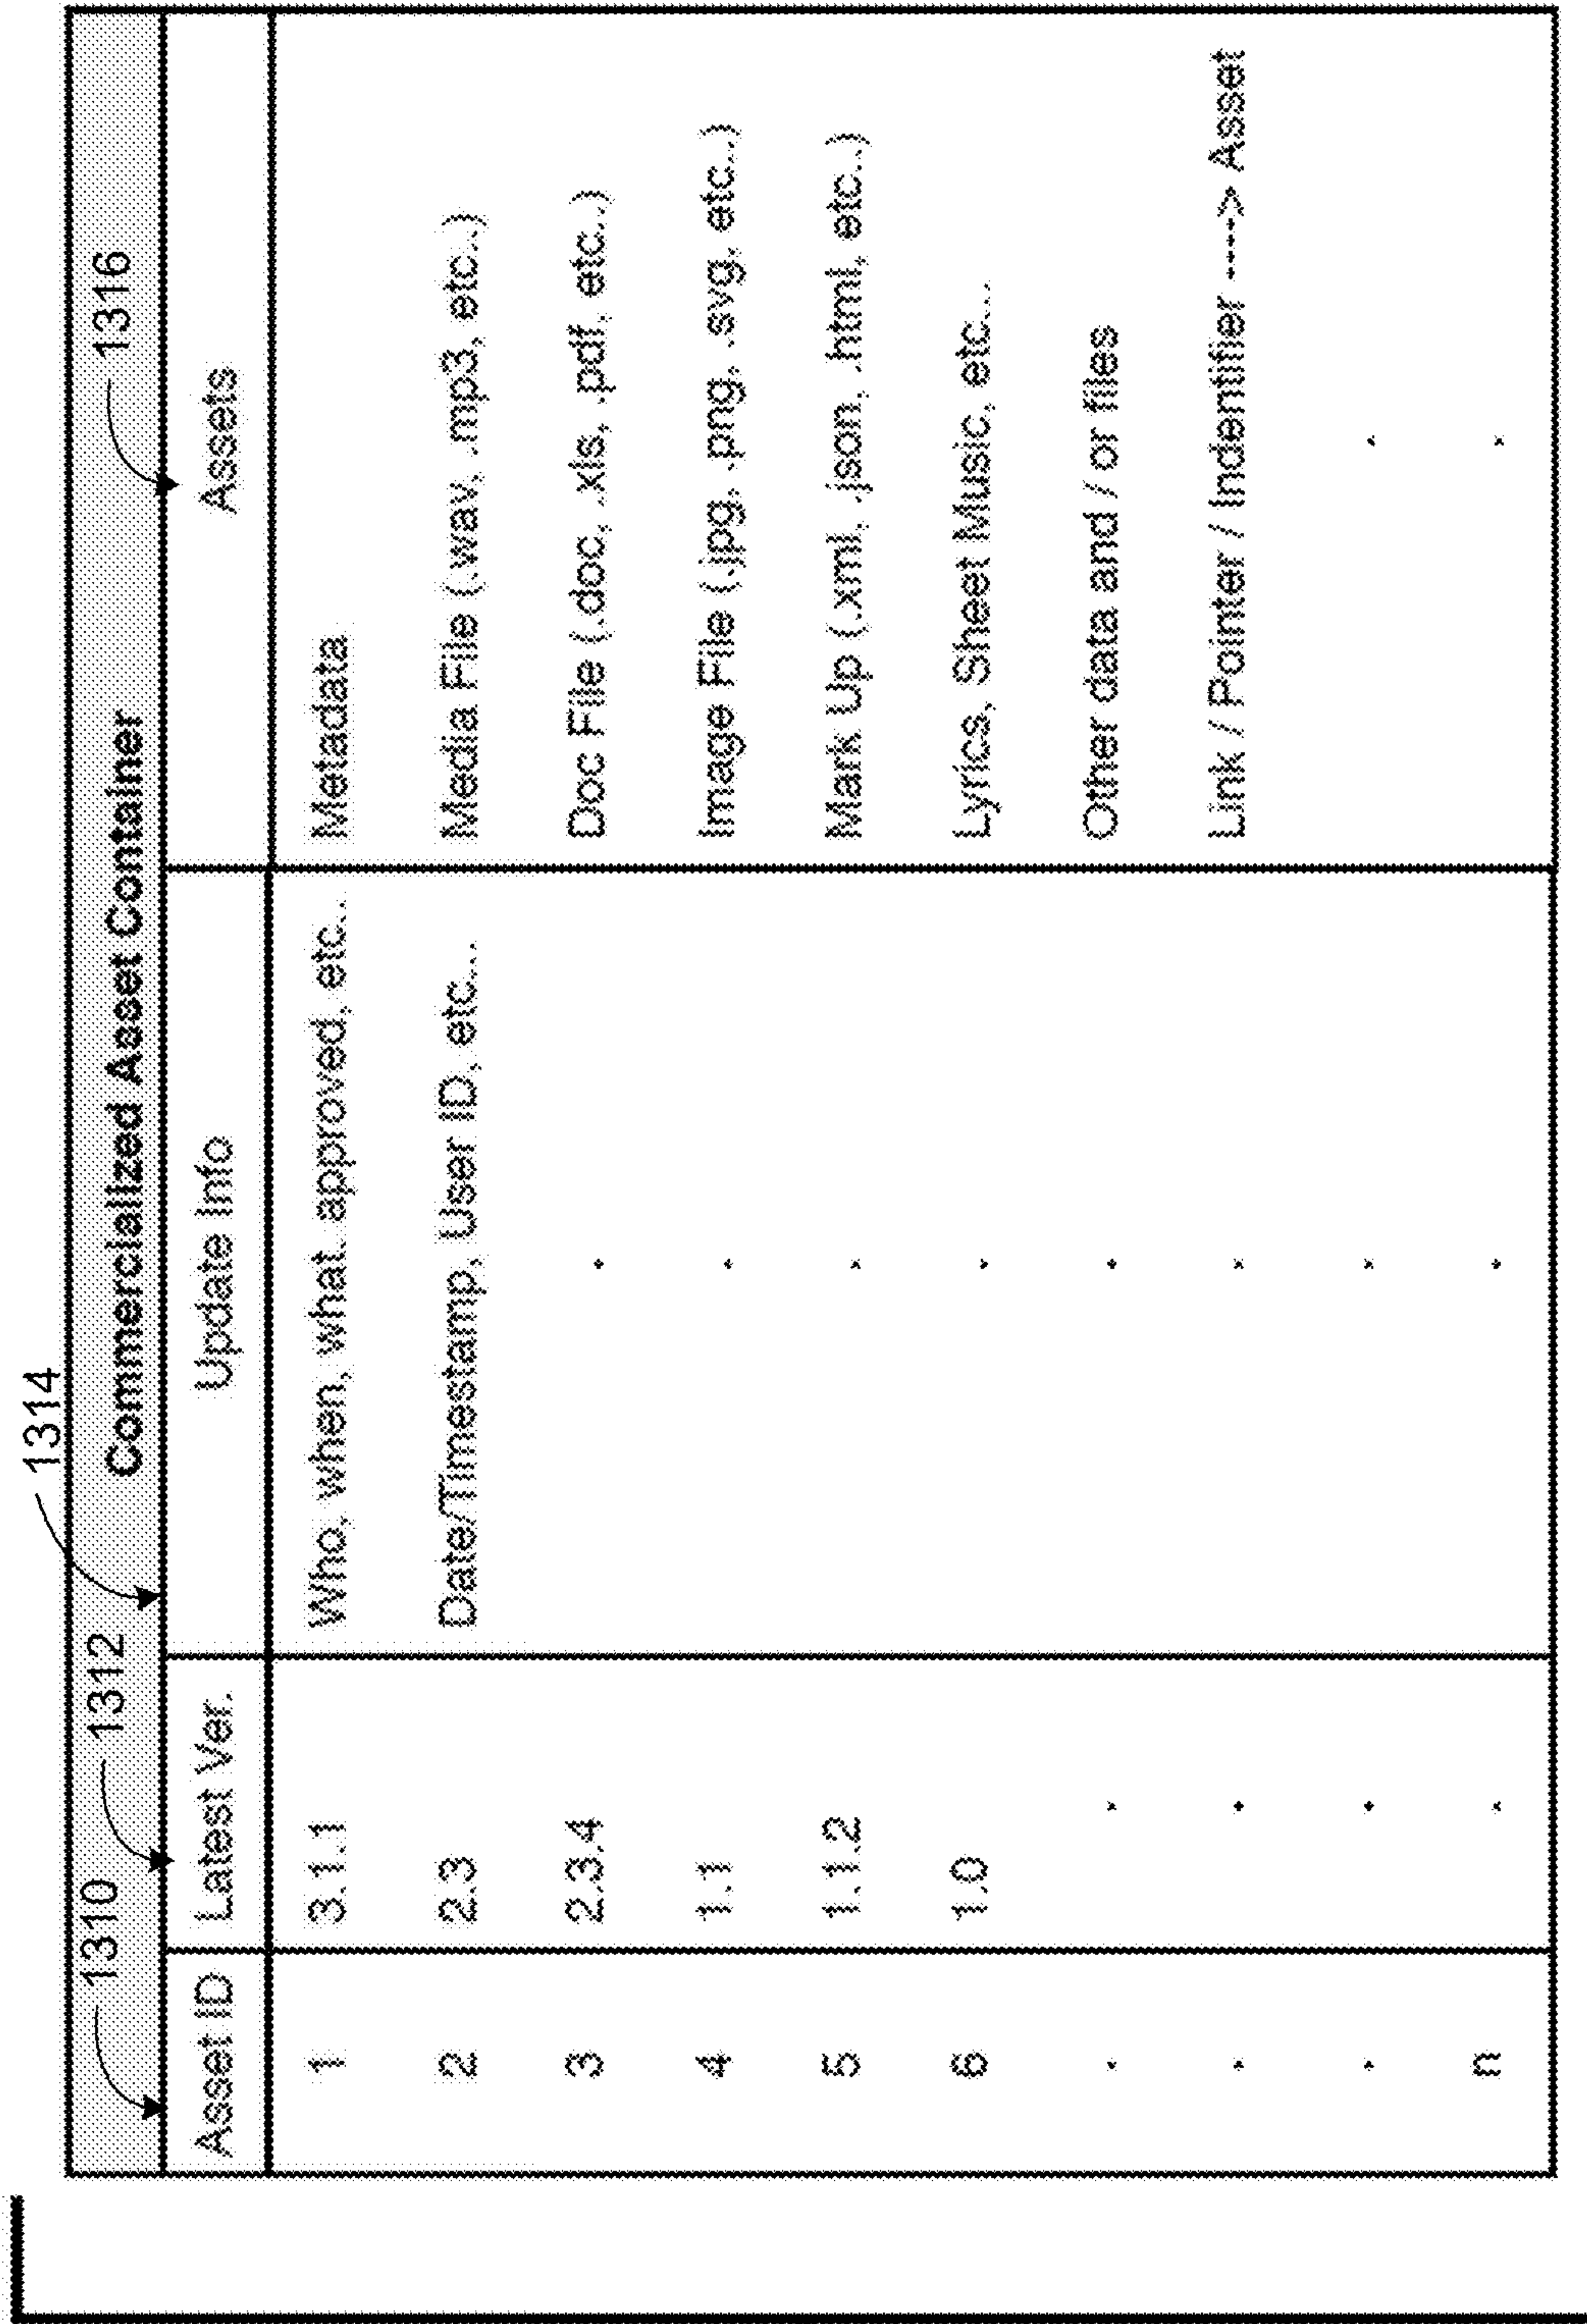 1314
1310 1312 1316
Commercialized Asset Container
Asset ID Latest Ver. Update Info Assets
1 3.1.1 Who, when, what. approved, etc... Metadata
2 2.3 Date/Timestamp, User ID, etc... Media File (.wav, .mp3, etc..)
3 2.3.4 . Doc File (.doc, .xls, .pdf, etc..)
4 1.1 . Image File (.jpg, .png, .svg, etc..)
5 1.1.2 . Mark Up (.xml, .json, .html, etc..)
6 1.0 . Lyrics, Sheet Music, etc...
. . . Other data and / or files
. . . Link / Pointer / Indentifier ----> Asset
. . . .
n . . .